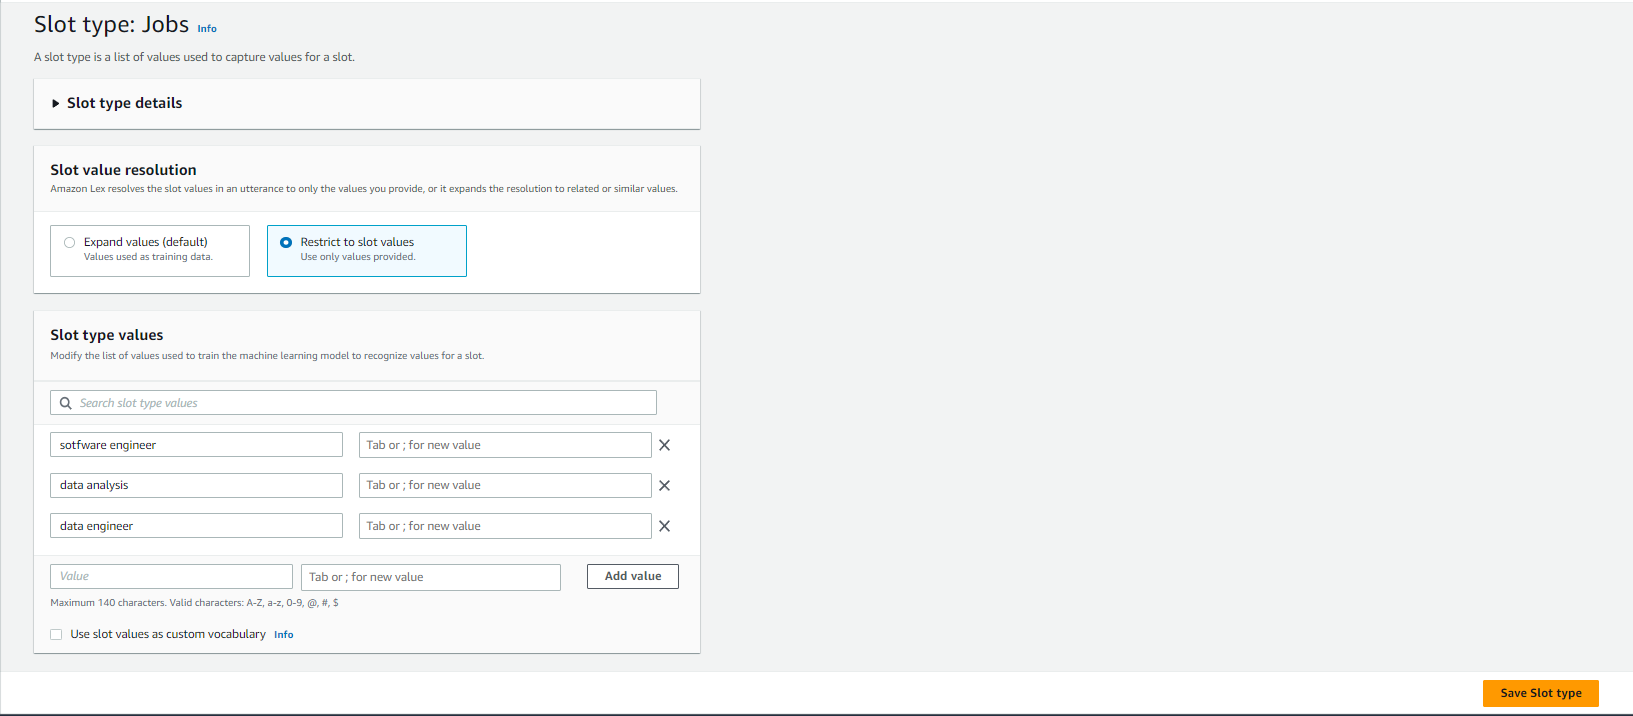 Slot type: Jobs Info
A slot type is a list of values used to capture values for a slot.
Slot type details
Slot value resolution
Amazon Lex resolves the slot values in an utterance to only the values you provide, or it expands the resolution to related or similar values.
Expand values (default)
Values used as training data.
Restrict to slot values
Use only values provided.
Slot type values
Modify the list of values used to train the machine learning model to recognize values for a slot.
Search slot type values
sotfware engineer Tab or ; for new value
data analysis Tab or ; for new value
data engineer Tab or ; for new value
Value Tab or ; for new value Add value
Maximum 140 characters. Valid characters: A-Z, a-z, 0-9, @, #, $
Use slot values as custom vocabulary Info
Save Slot type